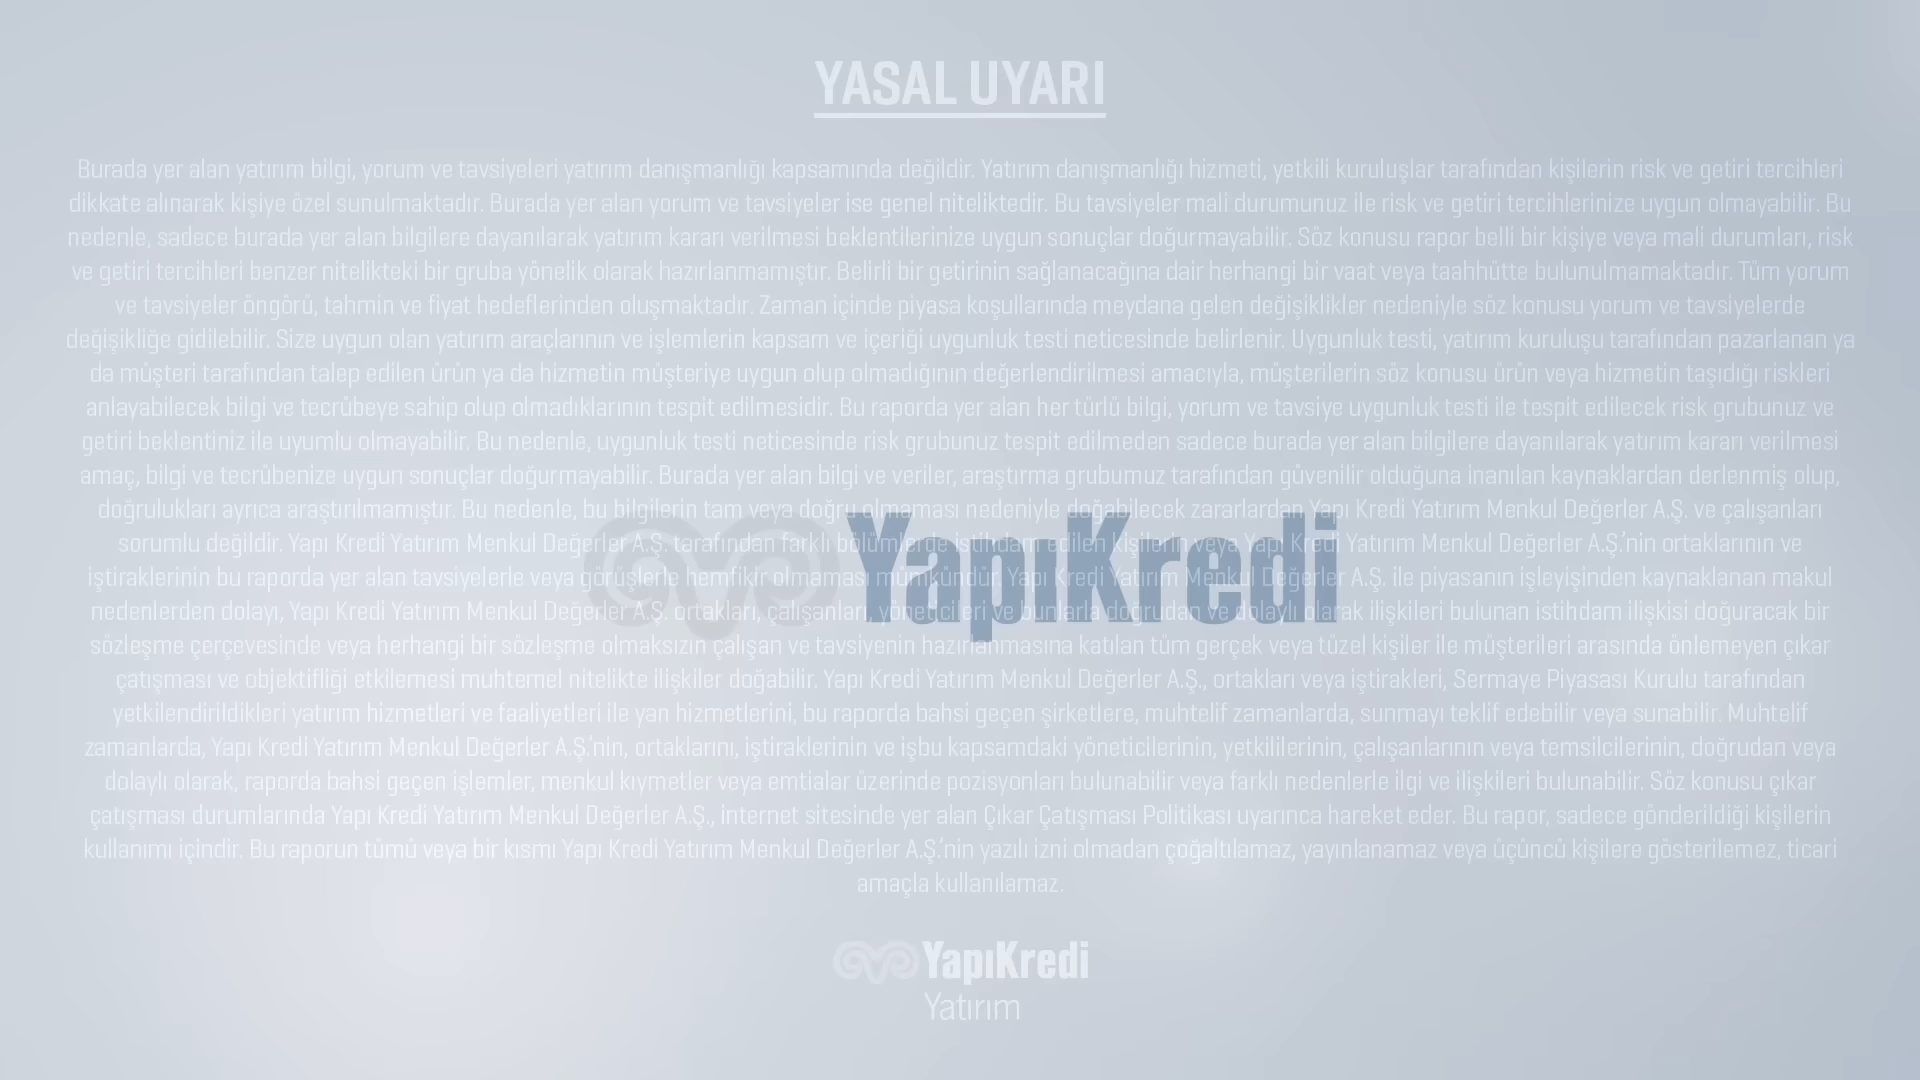 YASAL UYARI
Burada yer alan yatırım bilgi, yorum ve tavsiyeleri yatırım danışmanlığı kapsamında değildir. Yatırım danışmanlığı hizmeti, yetkili kuruluşlar tarafından kişilerin risk ve getiri tercihleri
dikkate alınarak kişiye özel sunulmaktadır. Burada yer alan yorum ve tavsiyeler ise genel niteliktedir. Bu tavsiyeler mali durumunuz ile risk ve getiri tercihlerinize uygun olmayabilir. Bu
nedenle, sadece burada yer alan bilgilere dayanılarak yatırım kararı verilmesi beklentilerinize uygun sonuçlar doğurmayabilir. Söz konusu rapor belli bir kişiye veya mali durumları, risk
ve getiri tercihleri benzer nitelikteki bir gruba yönelik olarak hazırlanmamıştır. Belirli bir getirinin sağlanacağına dair herhangi bir vaat veya taahhütte bulunulmamaktadır. Tüm yorum
ve tavsiyeler öngörü, tahmin ve fiyat hedeflerinden oluşmaktadır. Zaman içinde piyasa koşullarında meydana gelen değişiklikler nedeniyle söz konusu yorum ve tavsiyelerde
değişikliğe gidilebilir. Size uygun olan yatırım araçlarının ve işlemlerin kapsam ve içeriği uygunluk testi neticesinde belirlenir. Uygunluk testi, yatırım kuruluşu tarafından pazarlanan ya
da müşteri tarafından talep edilen ürün ya da hizmetin müşteriye uygun olup olmadığının değerlendirilmesi amacıyla, müşterilerin söz konusu ürün veya hizmetin taşıdığı riskleri
anlayabilecek bilgi ve tecrübeye sahip olup olmadıklarının tespit edilmesidir. Bu raporda yer alan her türlü bilgi, yorum ve tavsiye uygunluk testi ile tespit edilecek risk grubunuz ve
getiri beklentiniz ile uyumlu olmayabilir. Bu nedenle, uygunluk testi neticesinde risk grubunuz tespit edilmeden sadece burada yer alan bilgilere dayanılarak yatırım kararı verilmesi
amaç, bilgi ve tecrübenize uygun sonuçlar doğurmayabilir. Burada yer alan bilgi ve veriler, araştırma grubumuz tarafından güvenilir olduğuna inanılan kaynaklardan derlenmiş olup,
doğrulukları ayrıca araştırılmamıştır. Bu nedenle, bu bilgilerin tam veya doğru olmaması nedeniyle doğabilecek zararlardan Yapı Kredi Yatırım Menkul Değerler A.Ş. ve çalışanları
sorumlu değildir. Yapı Kredi Yatırım Menkul Değerler A.Ş. tarafından farklı bölümlerde istihdam edilen kişilerin veya Yapı Kredi Yatırım Menkul Değerler A.Ş.'nin ortaklarının ve
YapıKredi
iştiraklerinin bu raporda yer alan tavsiyelerle veya görüşlerle hemfikir olmaması mümkündür. Yapı Kredi Yatırım Menkul Değerler A.Ş. ile piyasanın işleyişinden kaynaklanan makul
nedenlerden dolayı, Yapı Kredi Yatırım Menkul Değerler A.Ş. ortakları, çalışanları, yöneticileri ve bunlarla doğrudan ve dolaylı olarak ilişkileri bulunan istihdam ilişkisi doğuracak bir
sözleşme çerçevesinde veya herhangi bir sözleşme olmaksızın çalışan ve tavsiyenin hazırlanmasına katılan tüm gerçek veya tüzel kişiler ile müşterileri arasında önlemeyen çıkar
çatışması ve objektifliği etkilemesi muhtemel nitelikte ilişkiler doğabilir. Yapı Kredi Yatırım Menkul Değerler A.Ş., ortakları veya iştirakleri, Sermaye Piyasası Kurulu tarafından
yetkilendirildikleri yatırım hizmetleri ve faaliyetleri ile yan hizmetlerini, bu raporda bahsi geçen şirketlere, muhtelif zamanlarda, sunmayı teklif edebilir veya sunabilir. Muhtelif
zamanlarda, Yapı Kredi Yatırım Menkul Değerler A.Ş.'nin, ortaklarını, iştiraklerinin ve işbu kapsamdaki yöneticilerinin, yetkililerinin, çalışanlarının veya temsilcilerinin, doğrudan veya
dolaylı olarak, raporda bahsi geçen işlemler, menkul kıymetler veya emtialar üzerinde pozisyonları bulunabilir veya farklı nedenlerle ilgi ve ilişkileri bulunabilir. Söz konusu çıkar
çatışması durumlarında Yapı Kredi Yatırım Menkul Değerler A.Ş., internet sitesinde yer alan Çıkar Çatışması Politikası uyarınca hareket eder. Bu rapor, sadece gönderildiği kişilerin
kullanımı içindir. Bu raporun tümü veya bir kısmı Yapı Kredi Yatırım Menkul Değerler A.Ş.'nin yazılı izni olmadan çoğaltılamaz, yayınlanamaz veya üçüncü kişilere gösterilemez, ticari
amaçla kullanılamaz.
YapıKredi
Yatırım